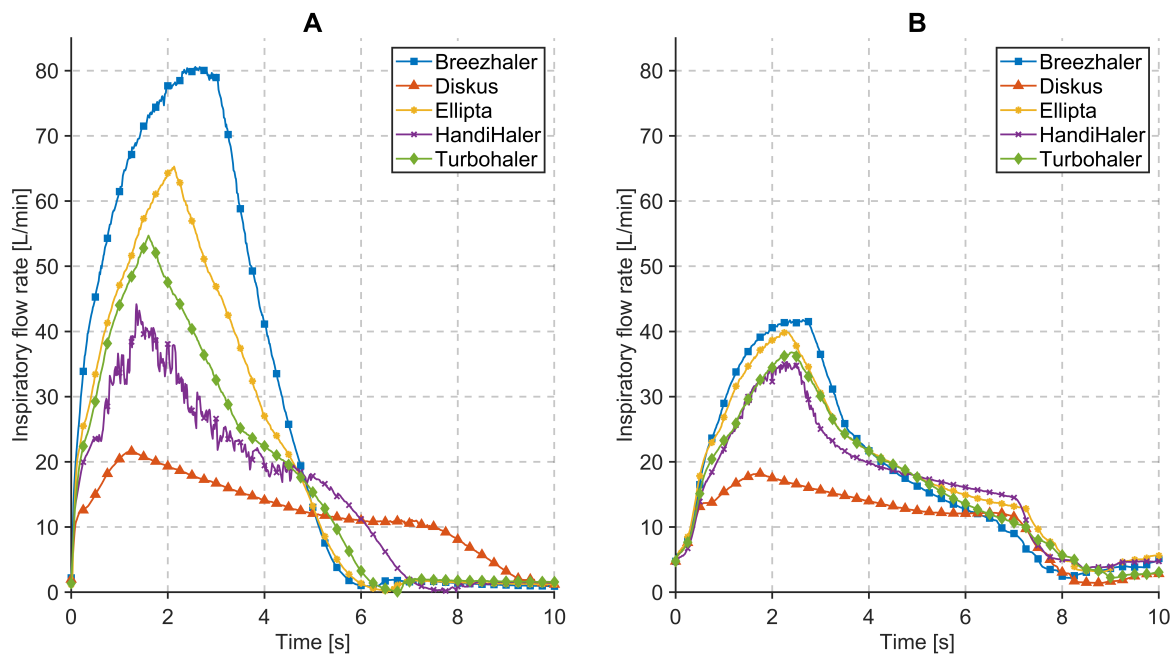 A
Breezhaler
Diskus
Ellipta
HandiHaler
Turbohaler
Inspiratory flow rate [L/min]
80
70
60
50
40
30
20
10
0
0 2 4 6 8 10
Time [s]
B
Breezhaler
Diskus
Ellipta
HandiHaler
Turbohaler
Inspiratory flow rate [L/min]
80
70
60
50
40
30
20
10
0
0 2 4 6 8 10
Time [s]